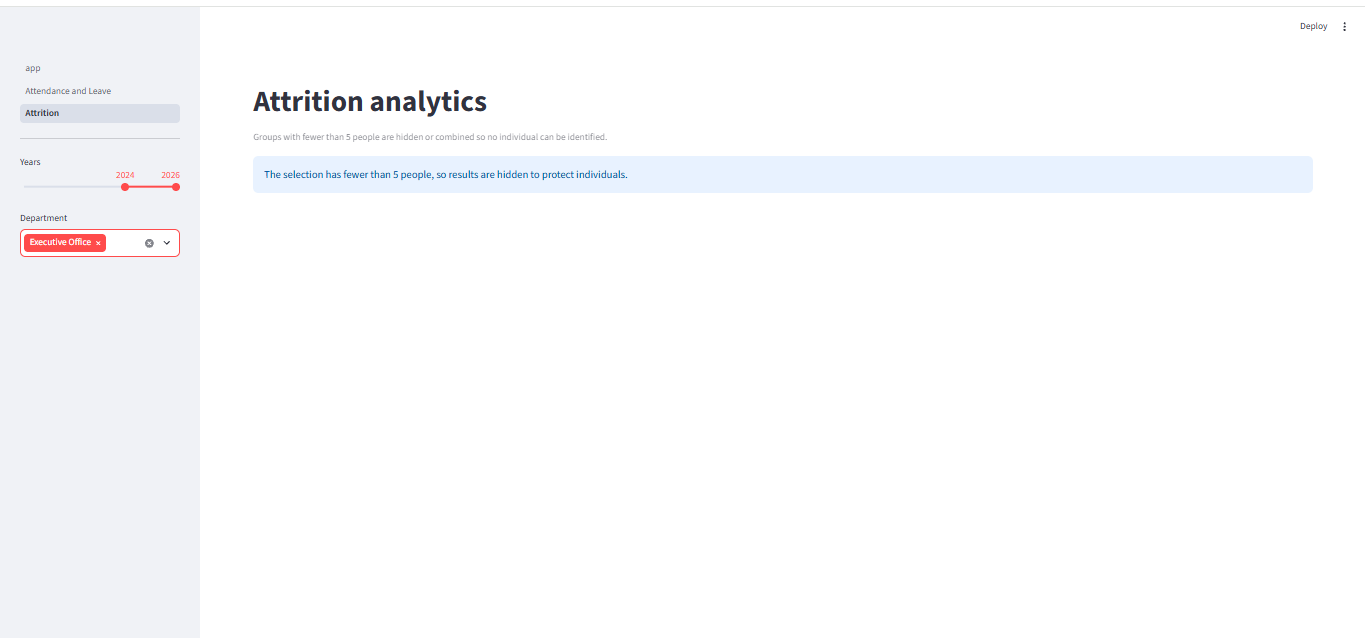 Deploy
app
Attendance and Leave
Attrition
Years
2024 2026
Department
Executive Office
Attrition analytics
Groups with fewer than 5 people are hidden or combined so no individual can be identified.
The selection has fewer than 5 people, so results are hidden to protect individuals.